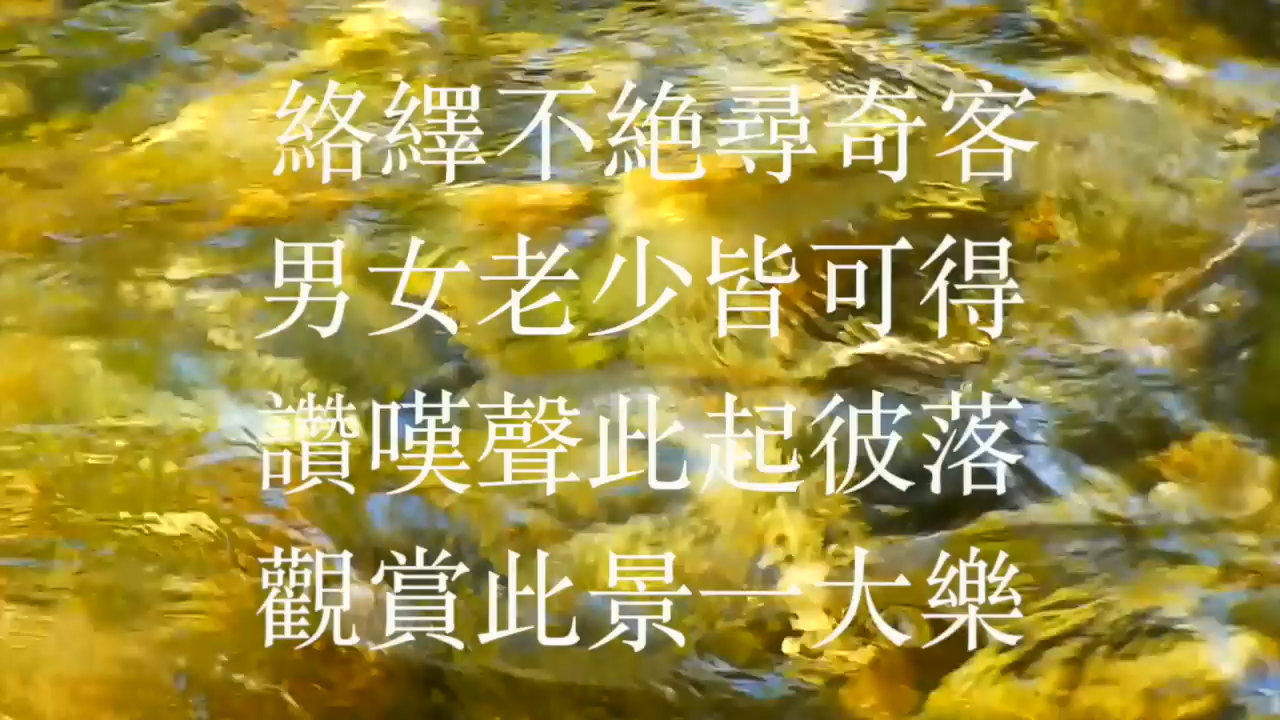 絡繹不絶尋奇客
男女老少皆可得
讚嘆聲此起彼落
觀賞此景一大樂